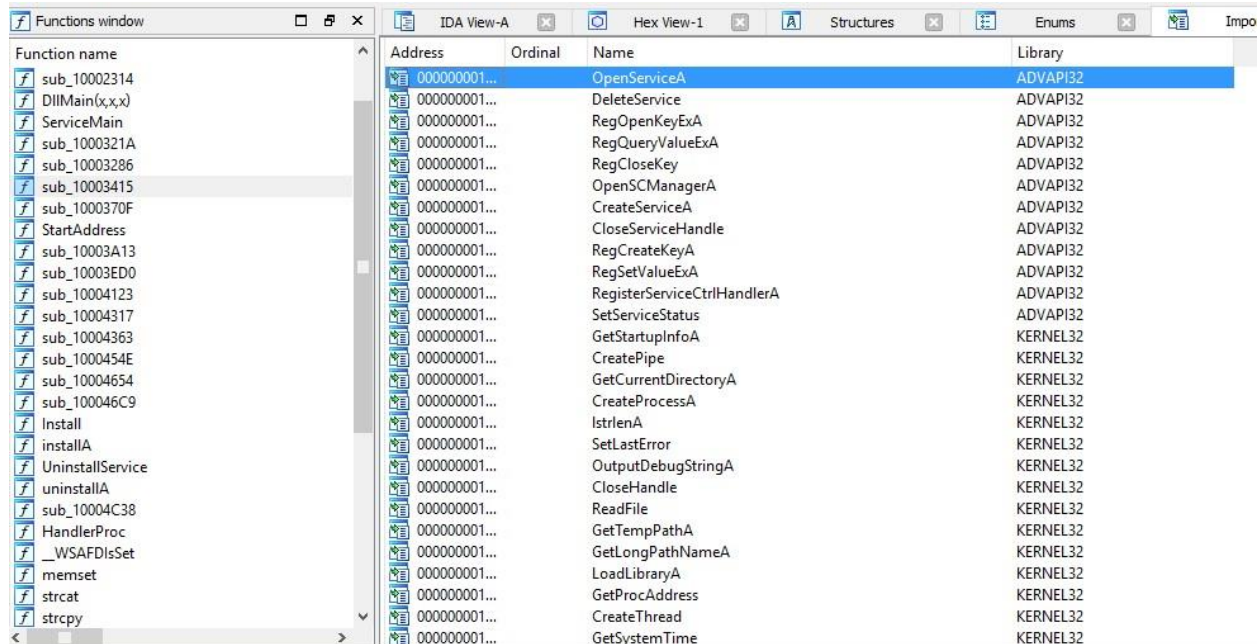 Functions window
IDA View-A Hex View-1 Structures Enums Impo
Function name
sub_10002314
DllMain(x,x,x)
ServiceMain
sub_1000321A
sub_10003286
sub_10003415
sub_1000370F
StartAddress
sub_10003A13
sub_10003ED0
sub_10004123
sub_10004317
sub_10004363
sub_1000454E
sub_10004654
sub_100046C9
Install
installA
UninstallService
uninstallA
sub_10004C38
HandlerProc
__WSAFDIsSet
memset
strcat
strcpy
Address Ordinal Name Library
000000001... OpenServiceA ADVAPI32
000000001... DeleteService ADVAPI32
000000001... RegOpenKeyExA ADVAPI32
000000001... RegQueryValueExA ADVAPI32
000000001... RegCloseKey ADVAPI32
000000001... OpenSCManagerA ADVAPI32
000000001... CreateServiceA ADVAPI32
000000001... CloseServiceHandle ADVAPI32
000000001... RegCreateKeyA ADVAPI32
000000001... RegSetValueExA ADVAPI32
000000001... RegisterServiceCtrlHandlerA ADVAPI32
000000001... SetServiceStatus ADVAPI32
000000001... GetStartupInfoA KERNEL32
000000001... CreatePipe KERNEL32
000000001... GetCurrentDirectoryA KERNEL32
000000001... CreateProcessA KERNEL32
000000001... lstrlenA KERNEL32
000000001... SetLastError KERNEL32
000000001... OutputDebugStringA KERNEL32
000000001... CloseHandle KERNEL32
000000001... ReadFile KERNEL32
000000001... GetTempPathA KERNEL32
000000001... GetLongPathNameA KERNEL32
000000001... LoadLibraryA KERNEL32
000000001... GetProcAddress KERNEL32
000000001... CreateThread KERNEL32
000000001... GetSystemTime KERNEL32